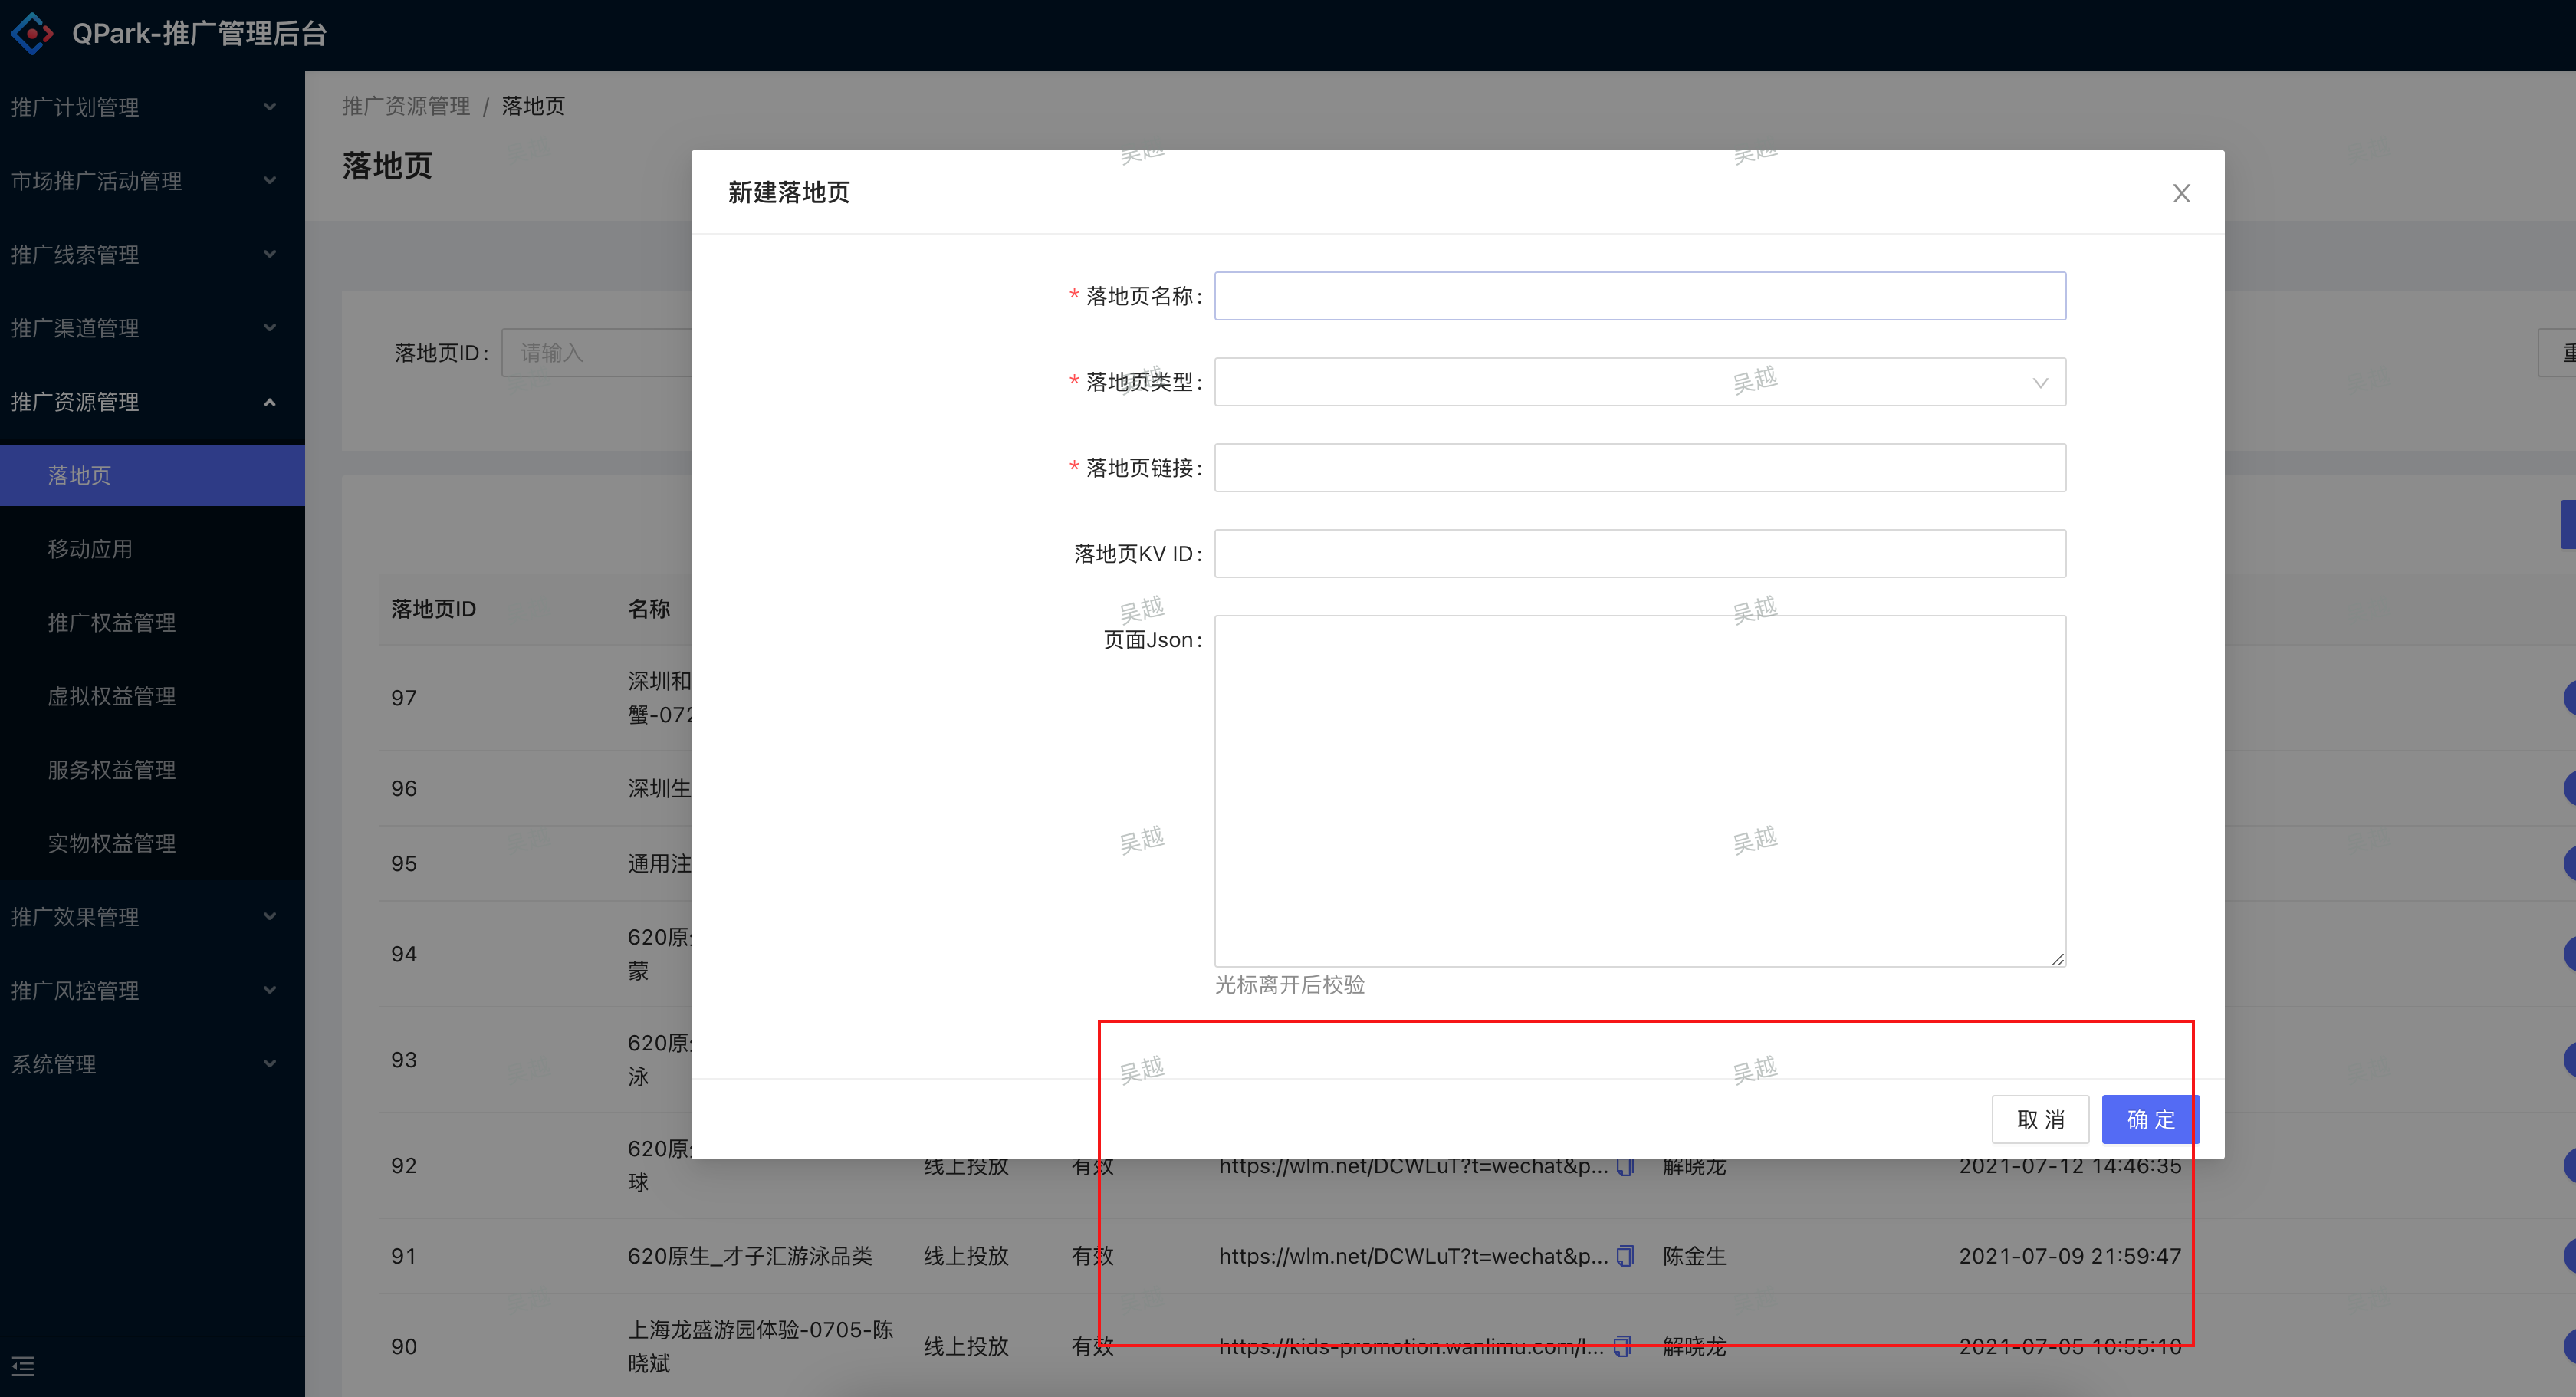 QPark-推广管理后台
推广计划管理
市场推广活动管理
推广线索管理
推广渠道管理
推广资源管理
落地页
移动应用
推广权益管理
虚拟权益管理
服务权益管理
实物权益管理
推广效果管理
推广风控管理
系统管理
推广资源管理 / 落地页
落地页
落地页ID: 请输入
落地页ID 名称
97 深圳和
蟹-072
96 深圳生
95 通用注
94 620原
蒙
93 620原
泳
92 620原
球 线上投放 有效 https://wlm.net/DCWLuT?t=wechat&p... 解晓龙 2021-07-12 14:46:35
91 620原生_才子汇游泳品类 线上投放 有效 https://wlm.net/DCWLuT?t=wechat&p... 陈金生 2021-07-09 21:59:47
90 上海龙盛游园体验-0705-陈
晓斌 线上投放 有效 https://kids-promotion.wanlimu.com/l... 解晓龙 2021-07-05 10:55:10
新建落地页
* 落地页名称:
* 落地页类型:
* 落地页链接:
落地页KV ID:
页面Json:
光标离开后校验
取 消 确 定
吴越
吴越
吴越
吴越
吴越
吴越
吴越
吴越
吴越
吴越